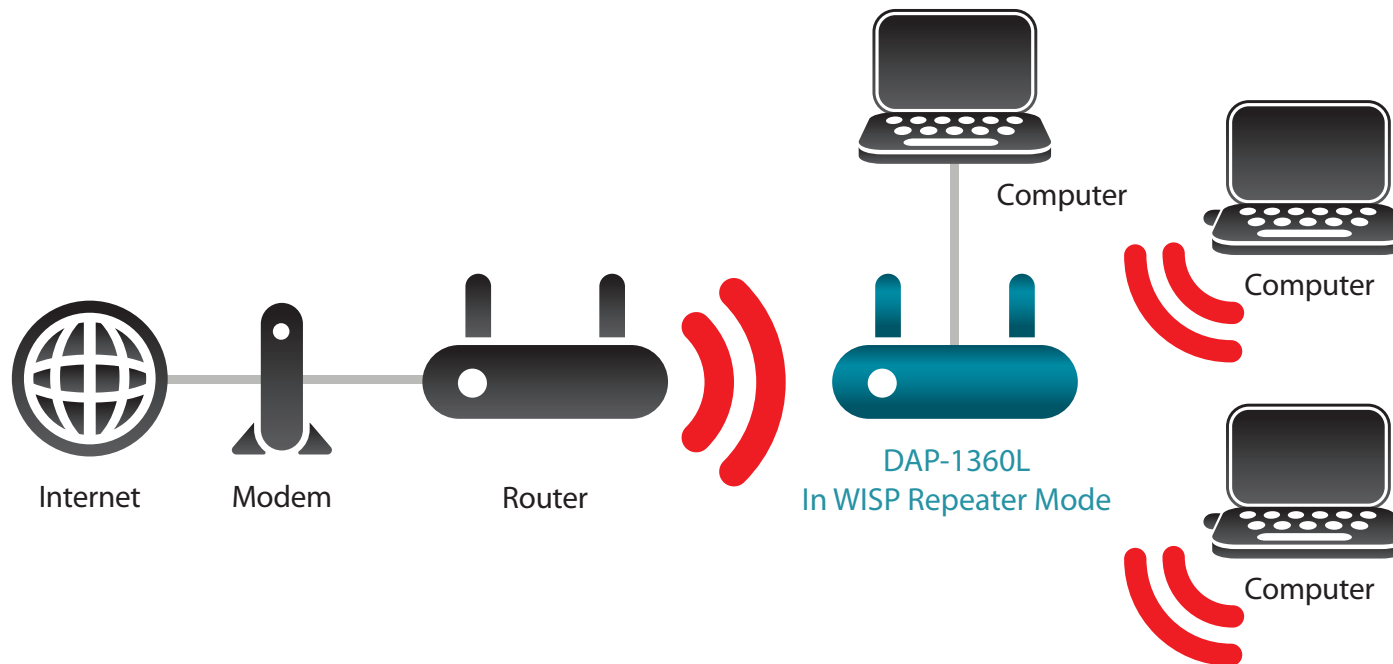 Computer
Computer
Internet
Modem
Router
DAP-1360L
In WISP Repeater Mode
Computer